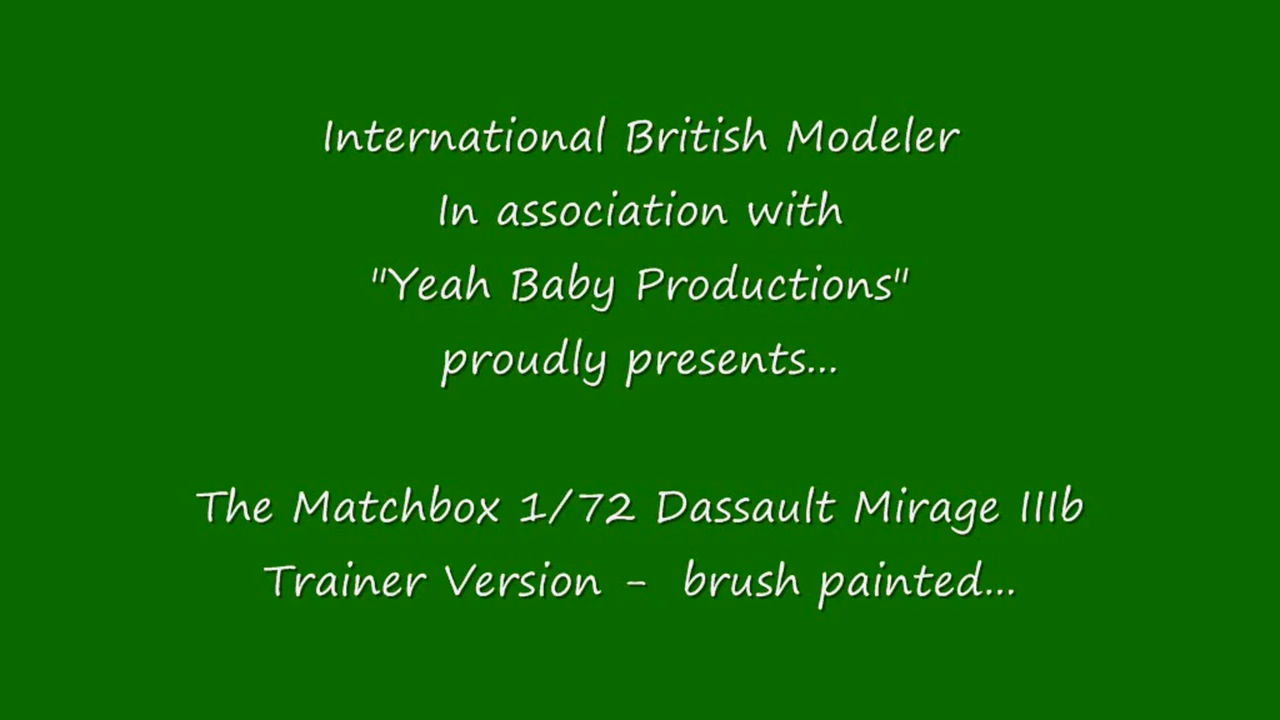 International British Modeler
In association with
"Yeah Baby Productions"
proudly presents...
The Matchbox 1/72 Dassault Mirage IIIb
Trainer Version - brush painted...